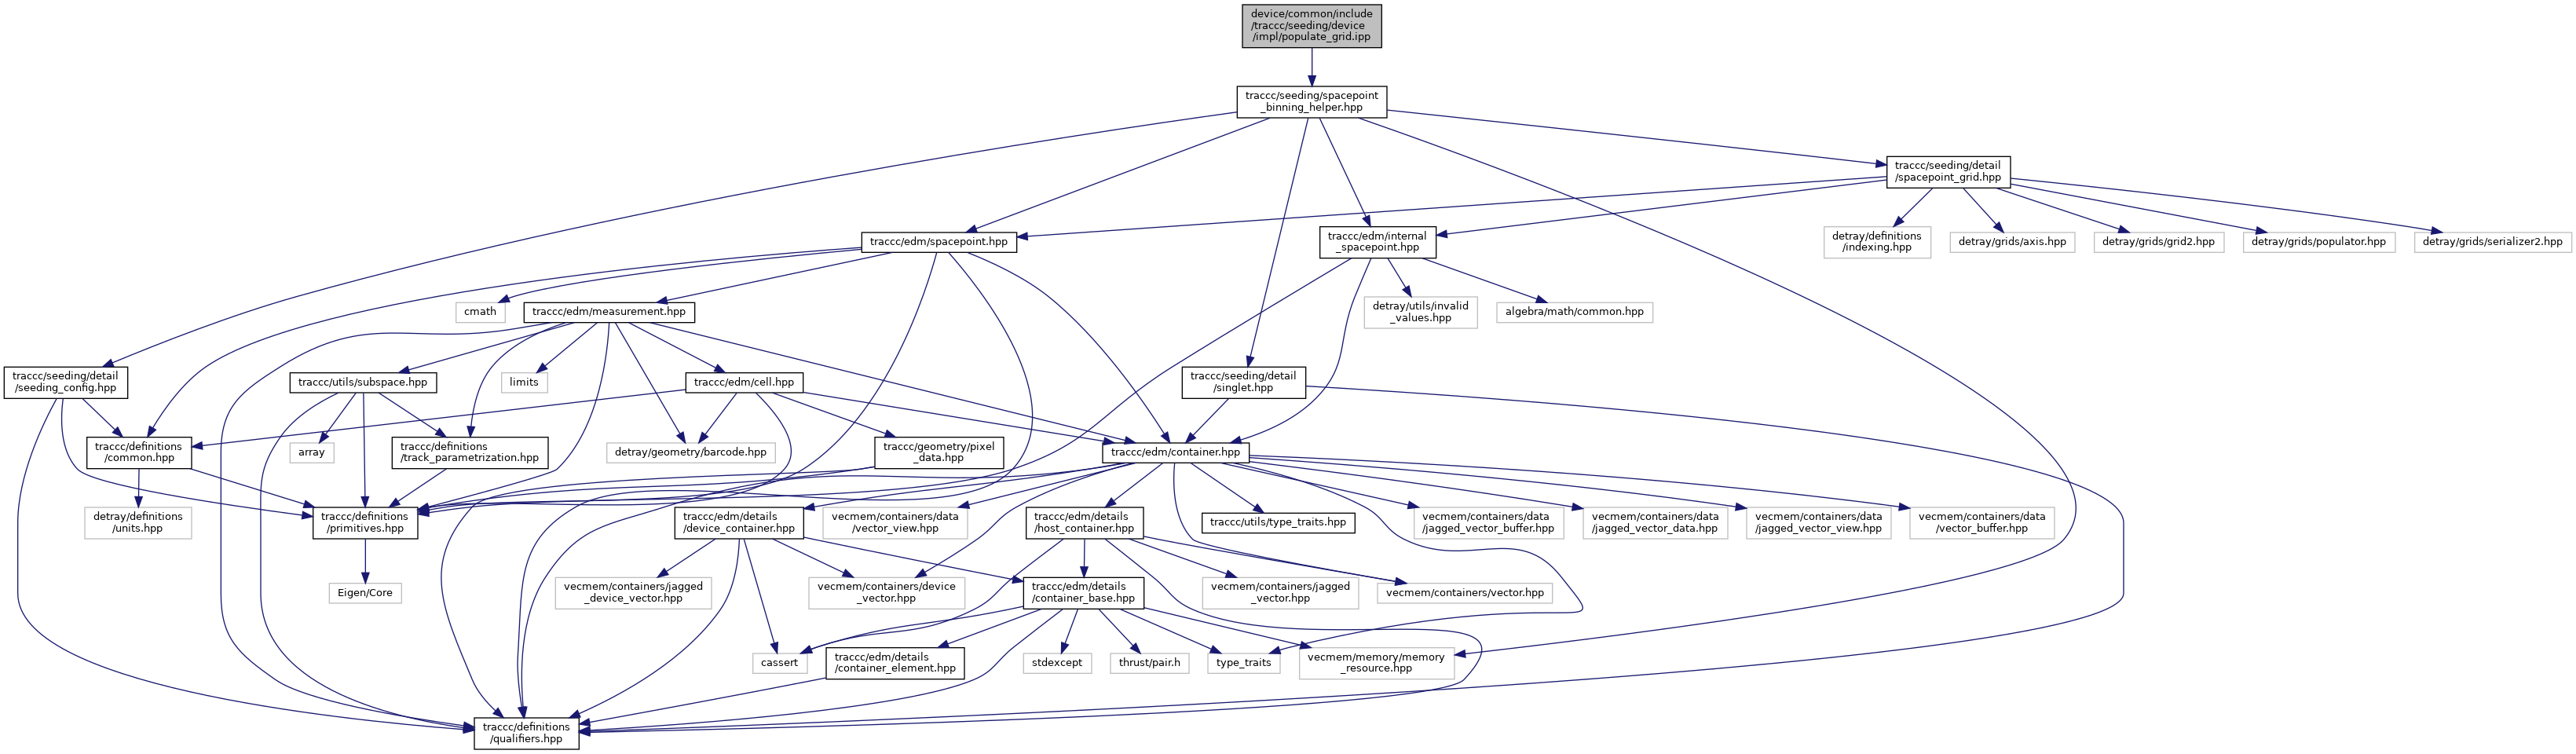 device/common/include
/traccc/seeding/device
/impl/populate_grid.ipp
traccc/seeding/spacepoint
_binning_helper.hpp
traccc/seeding/detail
/spacepoint_grid.hpp
traccc/edm/spacepoint.hpp
traccc/edm/internal
_spacepoint.hpp
detray/definitions
/indexing.hpp
detray/grids/axis.hpp
detray/grids/grid2.hpp
detray/grids/populator.hpp
detray/grids/serializer2.hpp
cmath
traccc/edm/measurement.hpp
detray/utils/invalid
_values.hpp
algebra/math/common.hpp
traccc/seeding/detail
/seeding_config.hpp
traccc/utils/subspace.hpp
limits
traccc/edm/cell.hpp
traccc/seeding/detail
/singlet.hpp
traccc/definitions
/common.hpp
array
traccc/definitions
/track_parametrization.hpp
detray/geometry/barcode.hpp
traccc/geometry/pixel
_data.hpp
traccc/edm/container.hpp
detray/definitions
/units.hpp
traccc/definitions
/primitives.hpp
traccc/edm/details
/device_container.hpp
vecmem/containers/data
/vector_view.hpp
traccc/edm/details
/host_container.hpp
traccc/utils/type_traits.hpp
vecmem/containers/data
/jagged_vector_buffer.hpp
vecmem/containers/data
/jagged_vector_data.hpp
vecmem/containers/data
/jagged_vector_view.hpp
vecmem/containers/data
/vector_buffer.hpp
Eigen/Core
vecmem/containers/jagged
_device_vector.hpp
vecmem/containers/device
_vector.hpp
traccc/edm/details
/container_base.hpp
vecmem/containers/jagged
_vector.hpp
vecmem/containers/vector.hpp
cassert
traccc/edm/details
/container_element.hpp
stdexcept
thrust/pair.h
type_traits
vecmem/memory/memory
_resource.hpp
traccc/definitions
/qualifiers.hpp